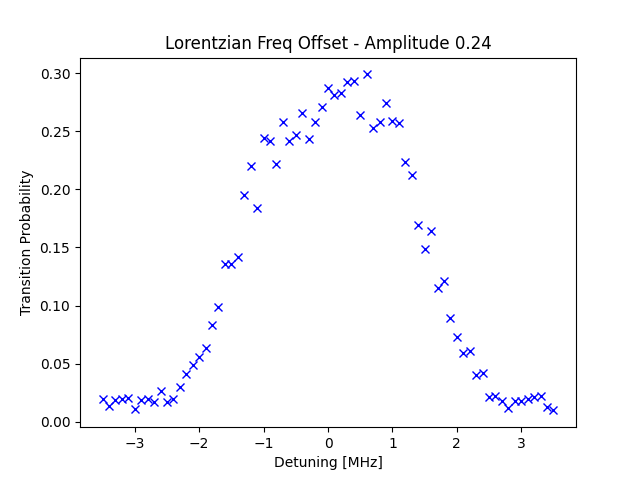 Lorentzian Freq Offset - Amplitude 0.24
Transition Probability
0.30
0.25
0.20
0.15
0.10
0.05
0.00
−3 −2 −1 0 1 2 3
Detuning [MHz]